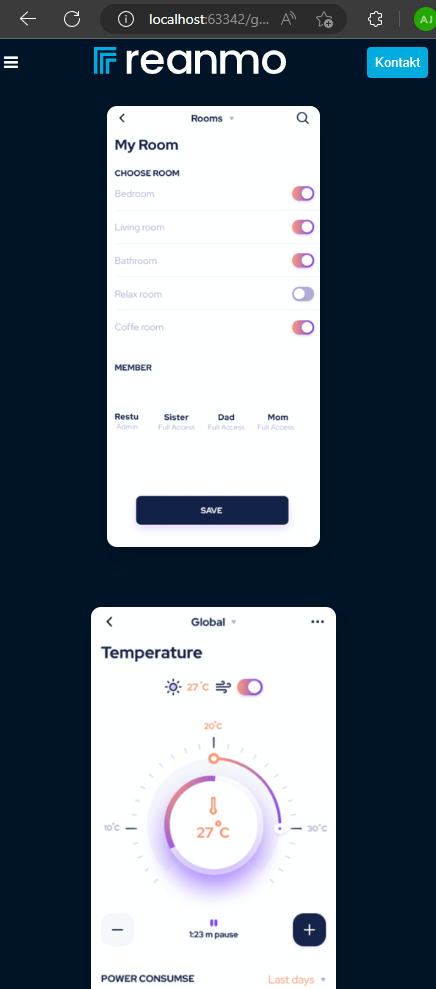 localhost:63342/g...
AJ
reanmo
Kontakt
Rooms
My Room
CHOOSE ROOM
Bedroom
Living room
Bathroom
Relax room
Coffe room
MEMBER
Restu Sister Dad Mom
Admin Full Access Full Access Full Access
SAVE
Global
Temperature
27°C
20°C
10°C 30°C
27°C
1:23 m pause
POWER CONSUMSE Last days